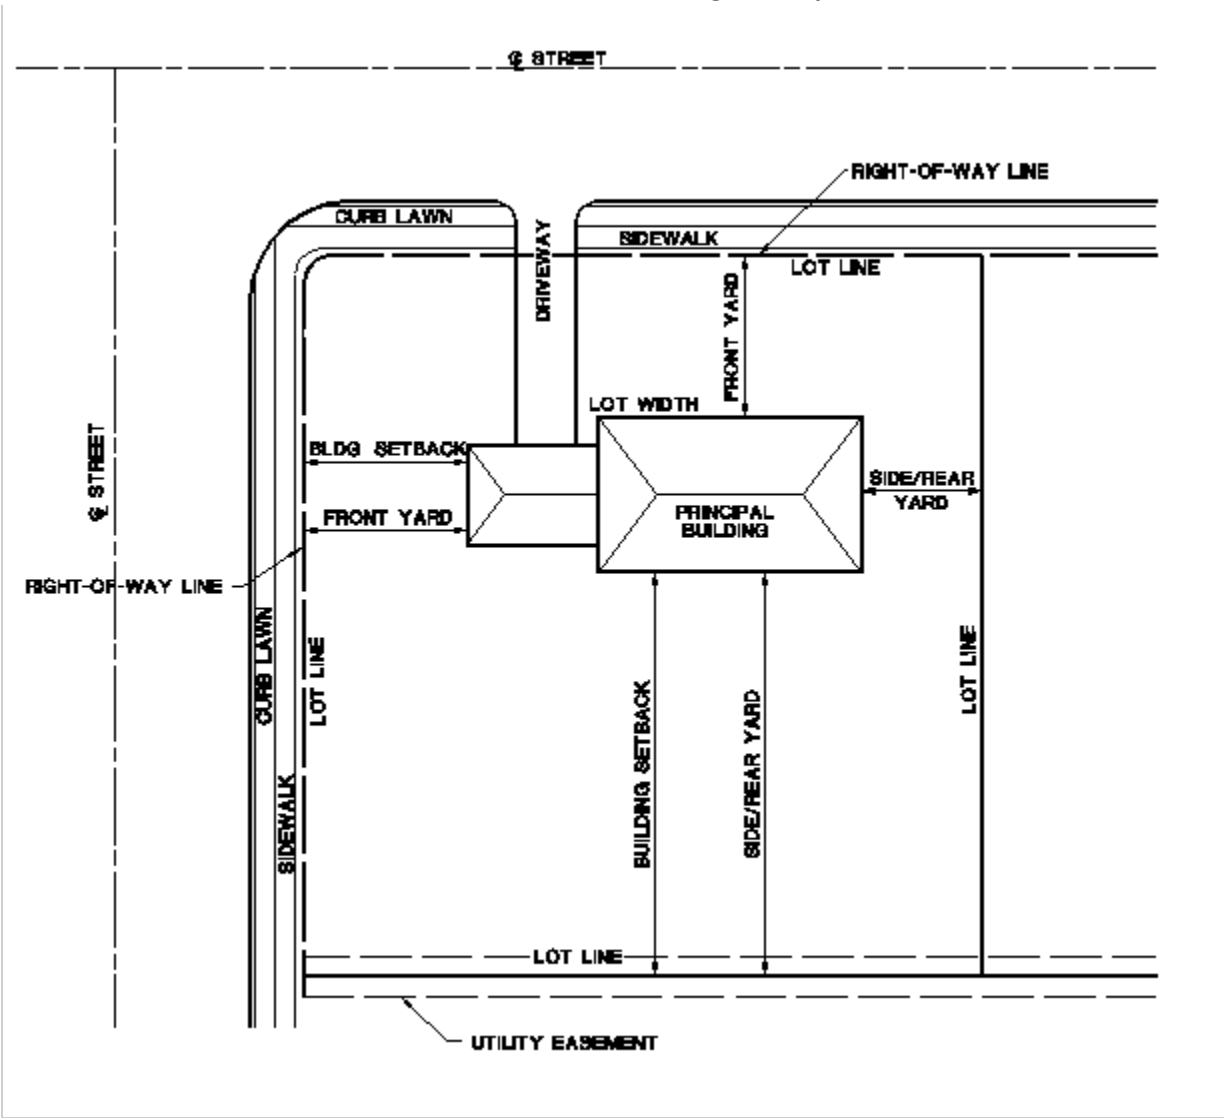 ℄ STREET
RIGHT-OF-WAY LINE
CURB LAWN
SIDEWALK
DRIVEWAY
LOT LINE
FRONT YARD
LOT WIDTH
BLDG SETBACK
℄ STREET
SIDE/REAR
YARD
PRINCIPAL
BUILDING
FRONT YARD
RIGHT-OF-WAY LINE
CURB LAWN
LOT LINE
LOT LINE
BUILDING SETBACK
SIDE/REAR YARD
SIDEWALK
LOT LINE
UTILITY EASEMENT